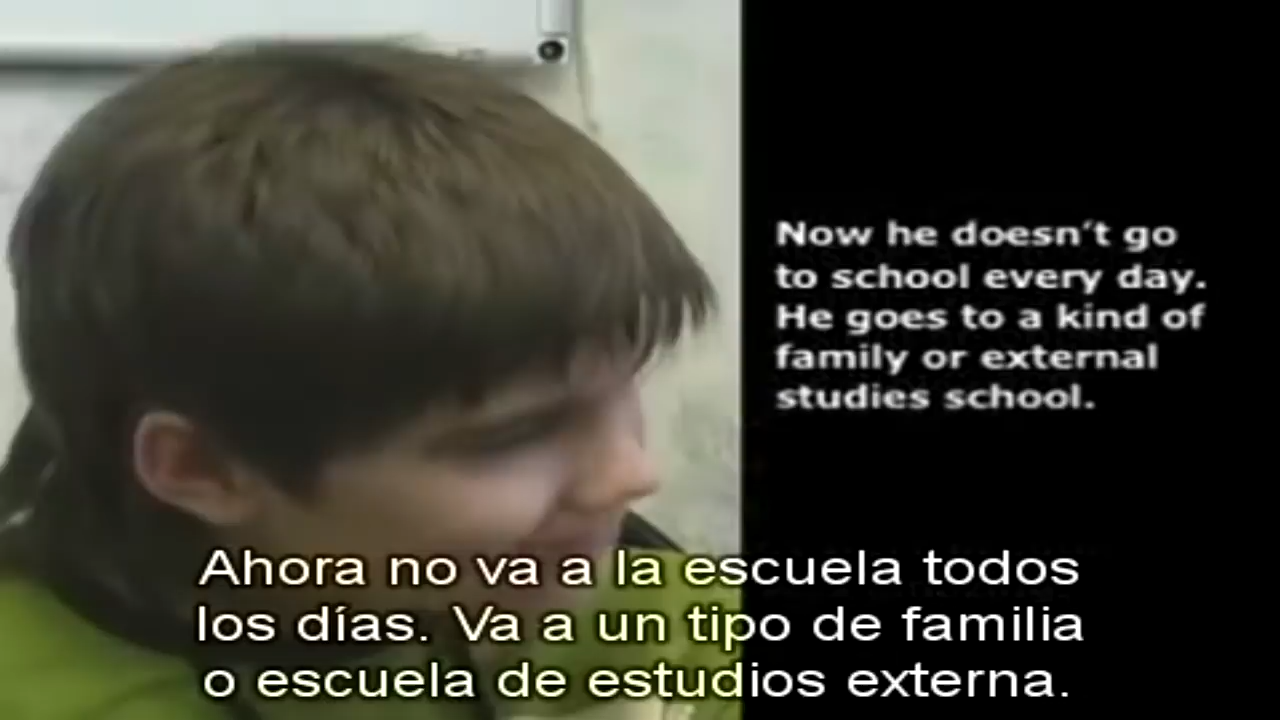 Now he doesn't go
to school every day.
He goes to a kind of
family or external
studies school.
Ahora no va a la escuela todos
los días. Va a un tipo de familia
o escuela de estudios externa.